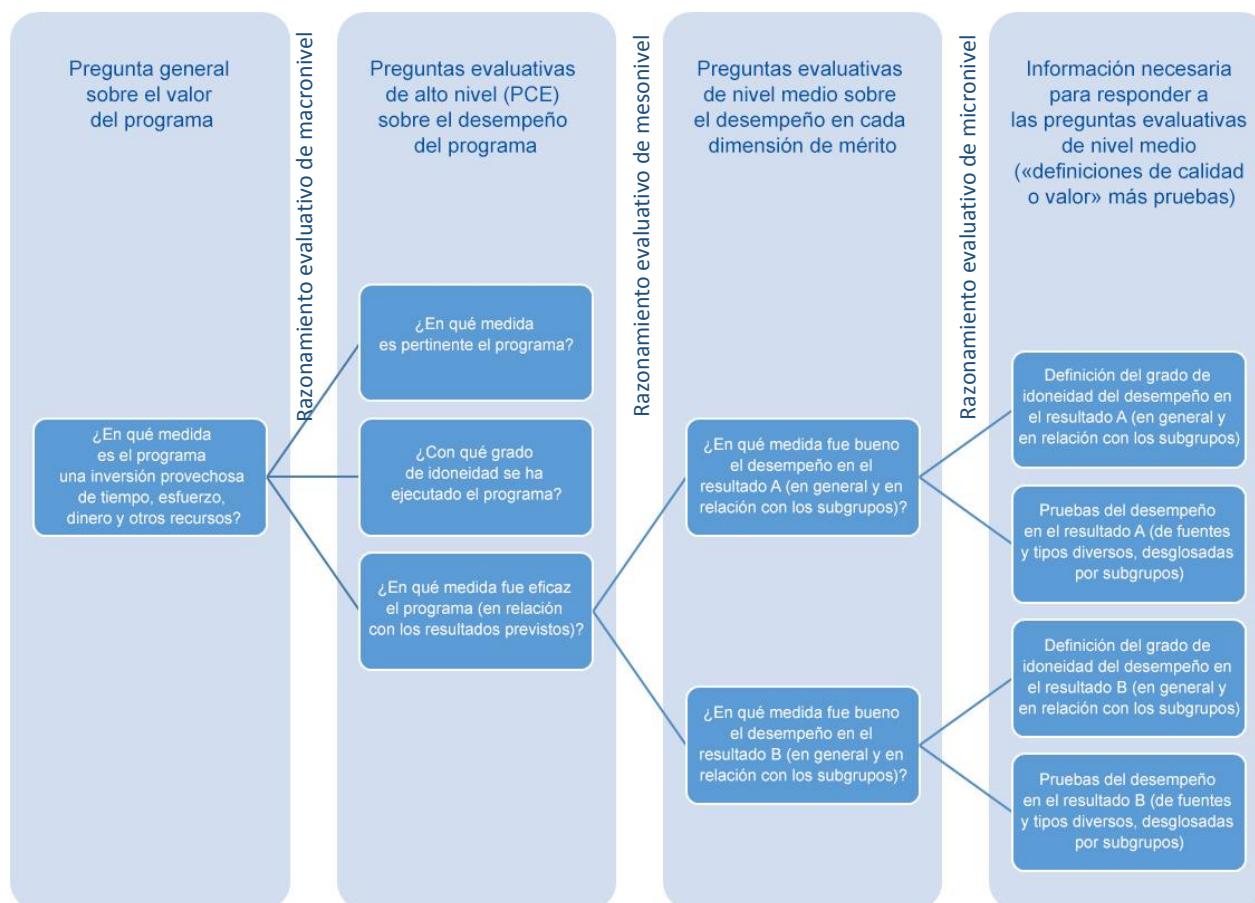 Pregunta general
sobre el valor
del programa
Razonamiento evaluativo de macronivel
Preguntas evaluativas
de alto nivel (PCE)
sobre el desempeño
del programa
Razonamiento evaluativo de mesonivel
Preguntas evaluativas
de nivel medio sobre
el desempeño en cada
dimensión de mérito
Razonamiento evaluativo de micronivel
Información necesaria
para responder a
las preguntas evaluativas
de nivel medio
(«definiciones de calidad
o valor» más pruebas)
¿En qué medida
es el programa
una inversión provechosa
de tiempo, esfuerzo,
dinero y otros recursos?
¿En qué medida
es pertinente el programa?
¿Con qué grado
de idoneidad se ha
ejecutado el programa?
¿En qué medida fue eficaz
el programa (en relación
con los resultados previstos)?
¿En qué medida fue bueno
el desempeño en el
resultado A (en general y en
relación con los subgrupos)?
¿En qué medida fue bueno
el desempeño en el
resultado B (en general y en
relación con los subgrupos)?
Definición del grado de
idoneidad del desempeño en
el resultado A (en general y
en relación con los subgrupos)
Pruebas del desempeño
en el resultado A (de fuentes
y tipos diversos, desglosadas
por subgrupos)
Definición del grado de
idoneidad del desempeño en
el resultado B (en general y
en relación con los subgrupos)
Pruebas del desempeño
en el resultado B (de fuentes
y tipos diversos, desglosadas
por subgrupos)